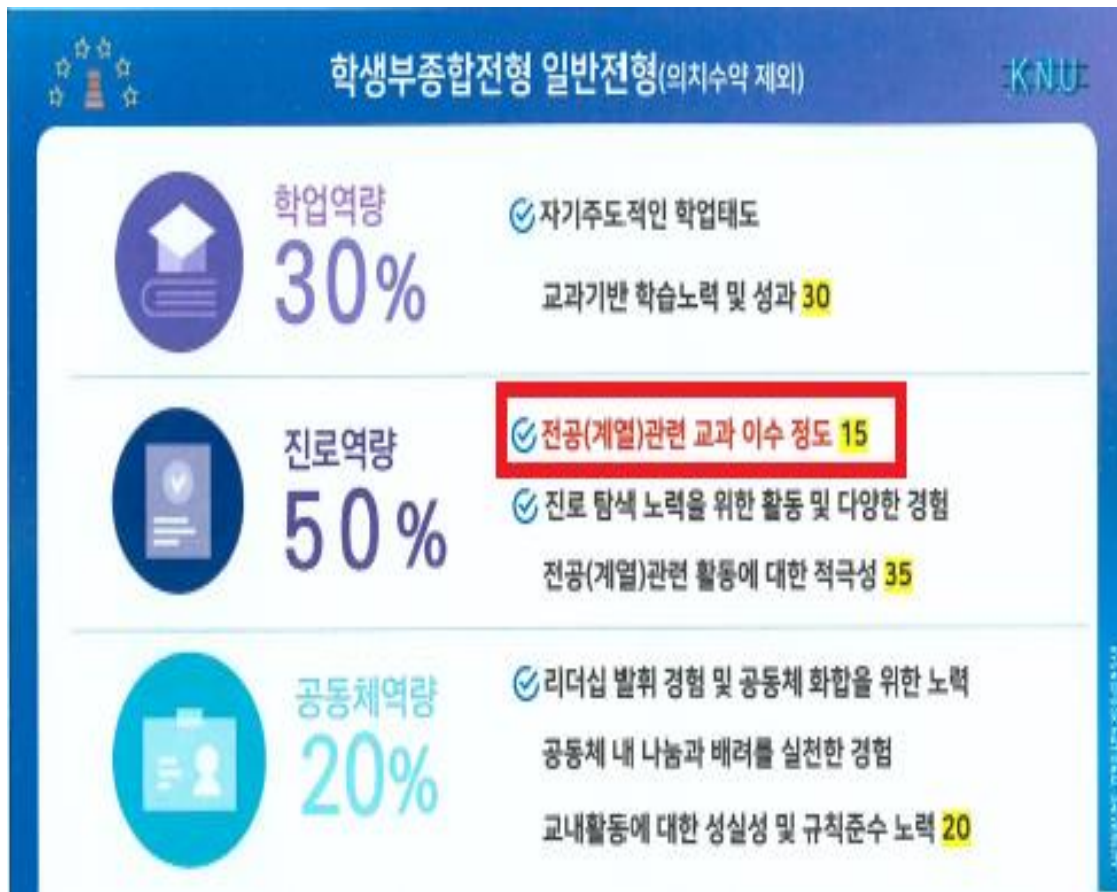 학생부종합전형 일반전형(의치수약 제외)
KNU
학업역량
30%
자기주도적인 학업태도
교과기반 학습노력 및 성과 30
진로역량
50%
전공(계열)관련 교과 이수 정도 15
진로 탐색 노력을 위한 활동 및 다양한 경험
전공(계열)관련 활동에 대한 적극성 35
공동체역량
20%
리더십 발휘 경험 및 공동체 화합을 위한 노력
공동체 내 나눔과 배려를 실천한 경험
교내활동에 대한 성실성 및 규칙준수 노력 20